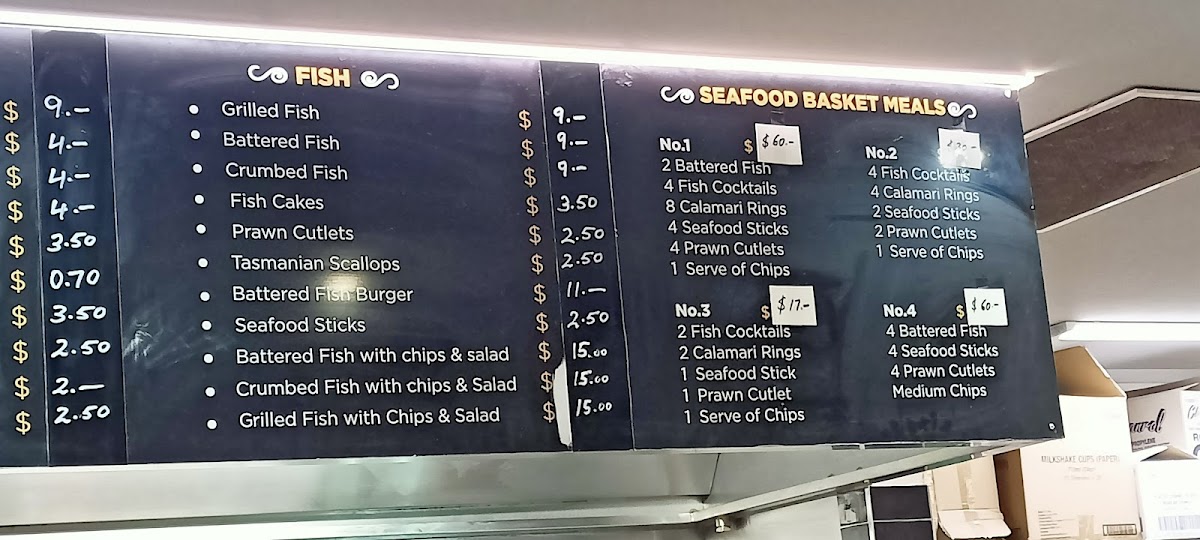 $ 9.-
$ 4.-
$ 4.-
$ 4.-
$ 3.50
$ 0.70
$ 3.50
$ 2.50
$ 2.-
$ 2.50
FISH
• Grilled Fish $ 9.-
• Battered Fish $ 9.-
• Crumbed Fish $ 9.-
• Fish Cakes $ 3.50
• Prawn Cutlets $ 2.50
• Tasmanian Scallops $ 2.50
• Battered Fish Burger $ 11.-
• Seafood Sticks $ 2.50
• Battered Fish with chips & salad $ 15.00
• Crumbed Fish with chips & Salad $ 15.00
• Grilled Fish with Chips & Salad $ 15.00
SEAFOOD BASKET MEALS
No.1 $ $60.-
2 Battered Fish
4 Fish Cocktails
8 Calamari Rings
4 Seafood Sticks
4 Prawn Cutlets
1 Serve of Chips
No.2
4 Fish Cocktails
4 Calamari Rings
2 Seafood Sticks
2 Prawn Cutlets
1 Serve of Chips
No.3 $ $17.-
2 Fish Cocktails
2 Calamari Rings
1 Seafood Stick
1 Prawn Cutlet
1 Serve of Chips
No.4 $ $60.-
4 Battered Fish
4 Seafood Sticks
4 Prawn Cutlets
Medium Chips
MILKSHAKE CUPS (PAPER)